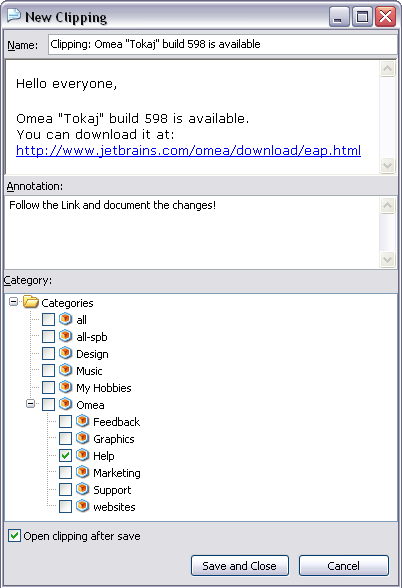 New Clipping
Name: Clipping: Omea "Tokaj" build 598 is available
Hello everyone,
Omea "Tokaj" build 598 is available.
You can download it at:
http://www.jetbrains.com/omea/download/eap.html
Annotation:
Follow the Link and document the changes!
Category:
Categories
all
all-spb
Design
Music
My Hobbies
Omea
Feedback
Graphics
Help
Marketing
Support
websites
Open clipping after save
Save and Close Cancel